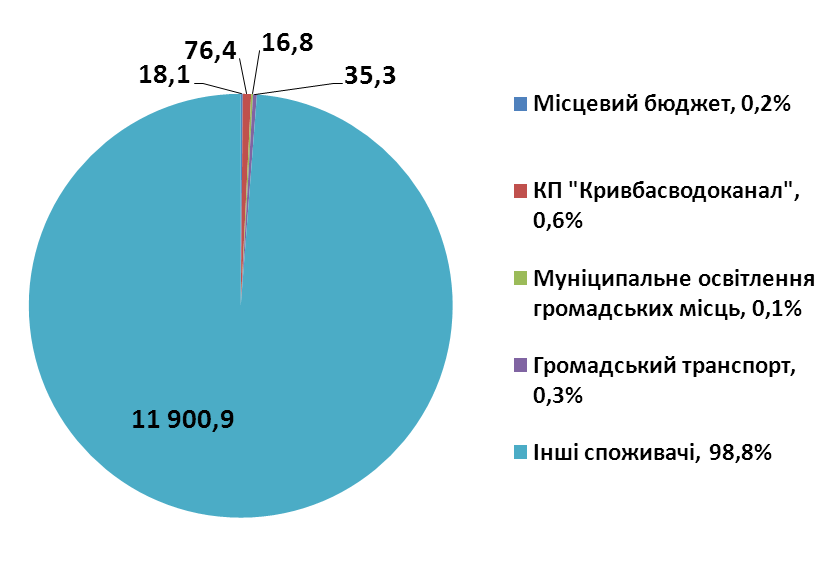 76,4
16,8
18,1
35,3
11 900,9
Місцевий бюджет, 0,2%
КП "Кривбасводоканал",
0,6%
Муніципальне освітлення
громадських місць, 0,1%
Громадський транспорт,
0,3%
Інші споживачі, 98,8%